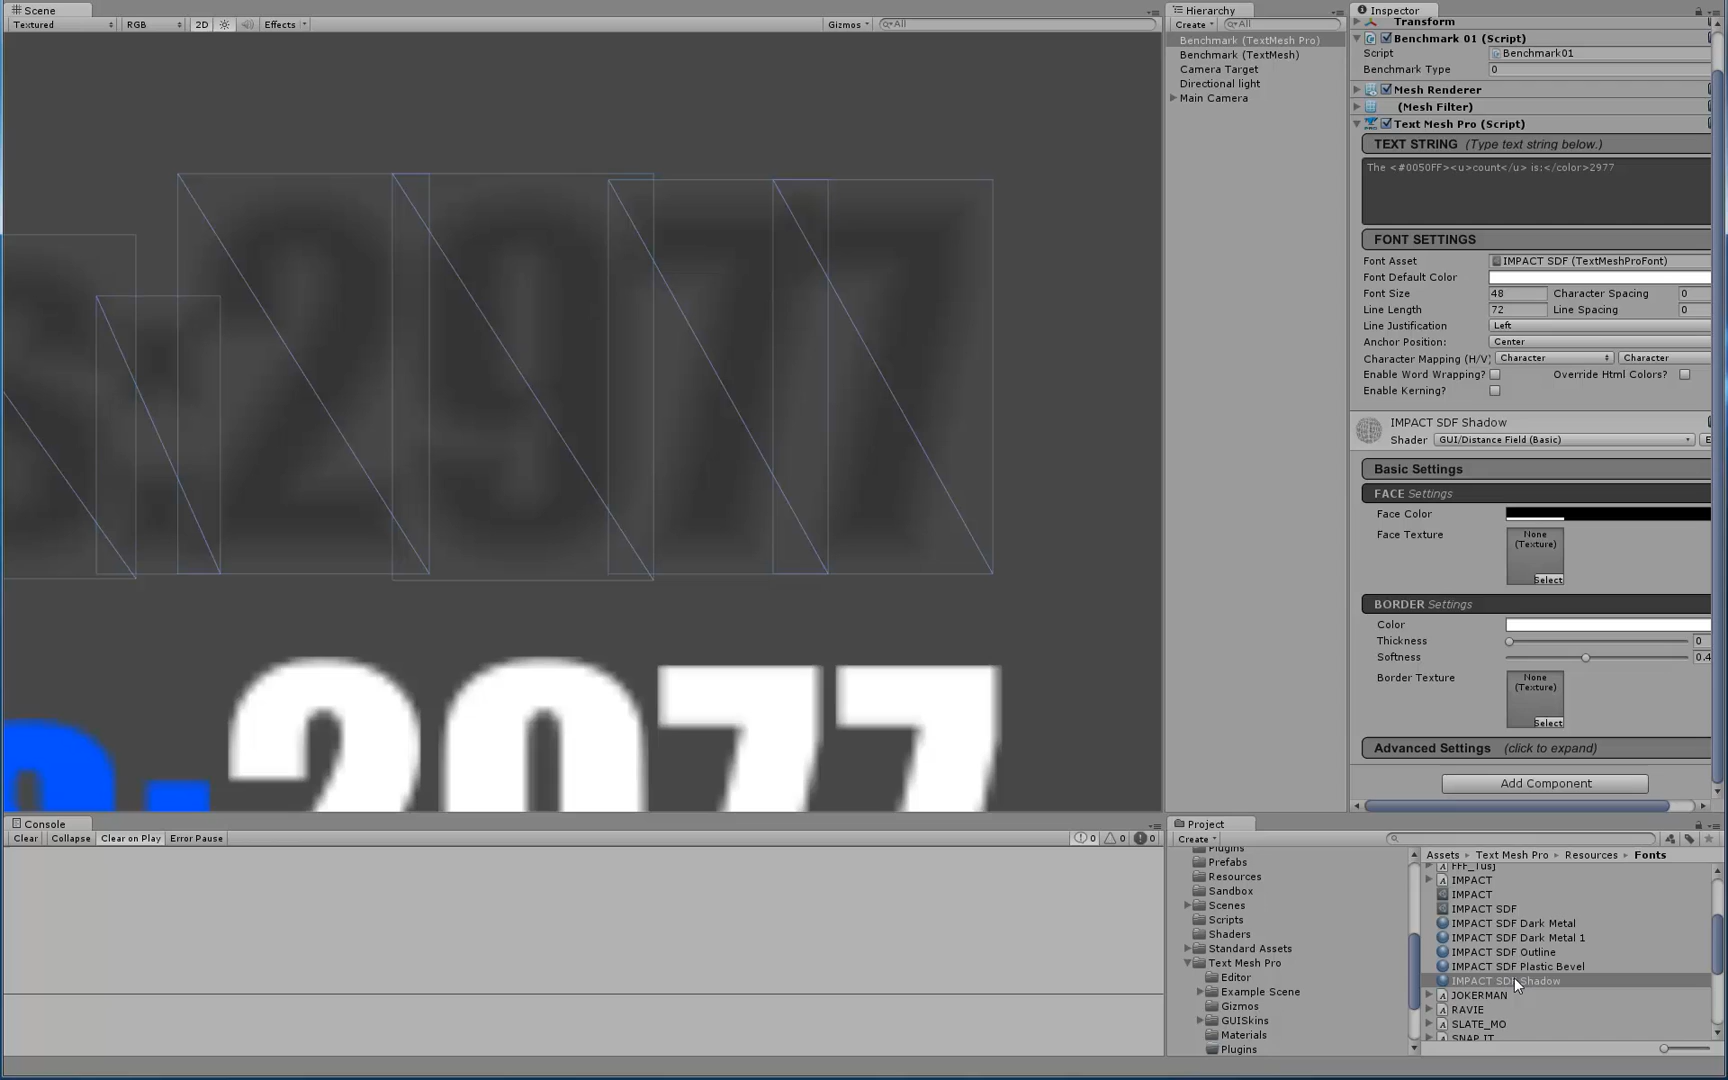 Scene
Textured RGB 2D Effects Gizmos All
2977
s:2977
Console
Clear Collapse Clear on Play Error Pause 0 0 0
Hierarchy
Create All
Benchmark (TextMesh Pro)
Benchmark (TextMesh)
Camera Target
Directional light
Main Camera
Inspector
Transform
Benchmark 01 (Script)
Script Benchmark01
Benchmark Type 0
Mesh Renderer
(Mesh Filter)
Text Mesh Pro (Script)
TEXT STRING (Type text string below.)
The <#0050FF><u>count</u> is:</color>2977
FONT SETTINGS
Font Asset IMPACT SDF (TextMeshProFont)
Font Default Color
Font Size 48 Character Spacing 0
Line Length 72 Line Spacing 0
Line Justification Left
Anchor Position: Center
Character Mapping (H/V) Character Character
Enable Word Wrapping? Override Html Colors?
Enable Kerning?
IMPACT SDF Shadow
Shader GUI/Distance Field (Basic) E
Basic Settings
FACE Settings
Face Color
Face Texture None
(Texture)
Select
BORDER Settings
Color
Thickness 0
Softness 0.4
Border Texture None
(Texture)
Select
Advanced Settings (click to expand)
Add Component
Project
Create
Plugins
Prefabs
Resources
Sandbox
Scenes
Scripts
Shaders
Standard Assets
Text Mesh Pro
Editor
Example Scene
Gizmos
GUISkins
Materials
Plugins
Assets Text Mesh Pro Resources Fonts
FFF_Tusj
IMPACT
IMPACT
IMPACT SDF
IMPACT SDF Dark Metal
IMPACT SDF Dark Metal 1
IMPACT SDF Outline
IMPACT SDF Plastic Bevel
IMPACT SDF Shadow
JOKERMAN
RAVIE
SLATE_MO
SNAP IT